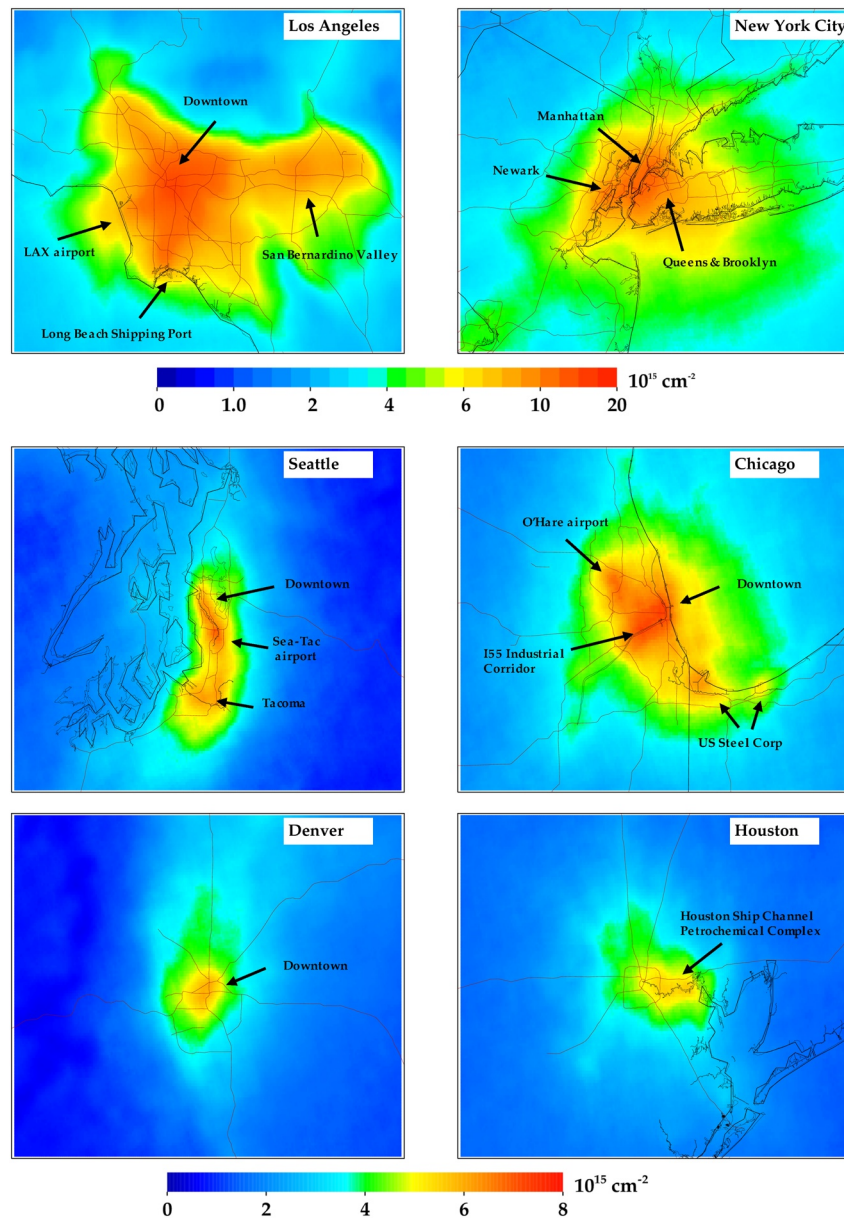 Los Angeles
Downtown
LAX airport
San Bernardino Valley
Long Beach Shipping Port
New York City
Manhattan
Newark
Queens & Brooklyn
0 1.0 2 4 6 10 20 10¹⁵ cm⁻²
Seattle
Downtown
Sea-Tac
airport
Tacoma
Chicago
O'Hare airport
Downtown
I55 Industrial
Corridor
US Steel Corp
Denver
Downtown
Houston
Houston Ship Channel
Petrochemical Complex
0 2 4 6 8 10¹⁵ cm⁻²